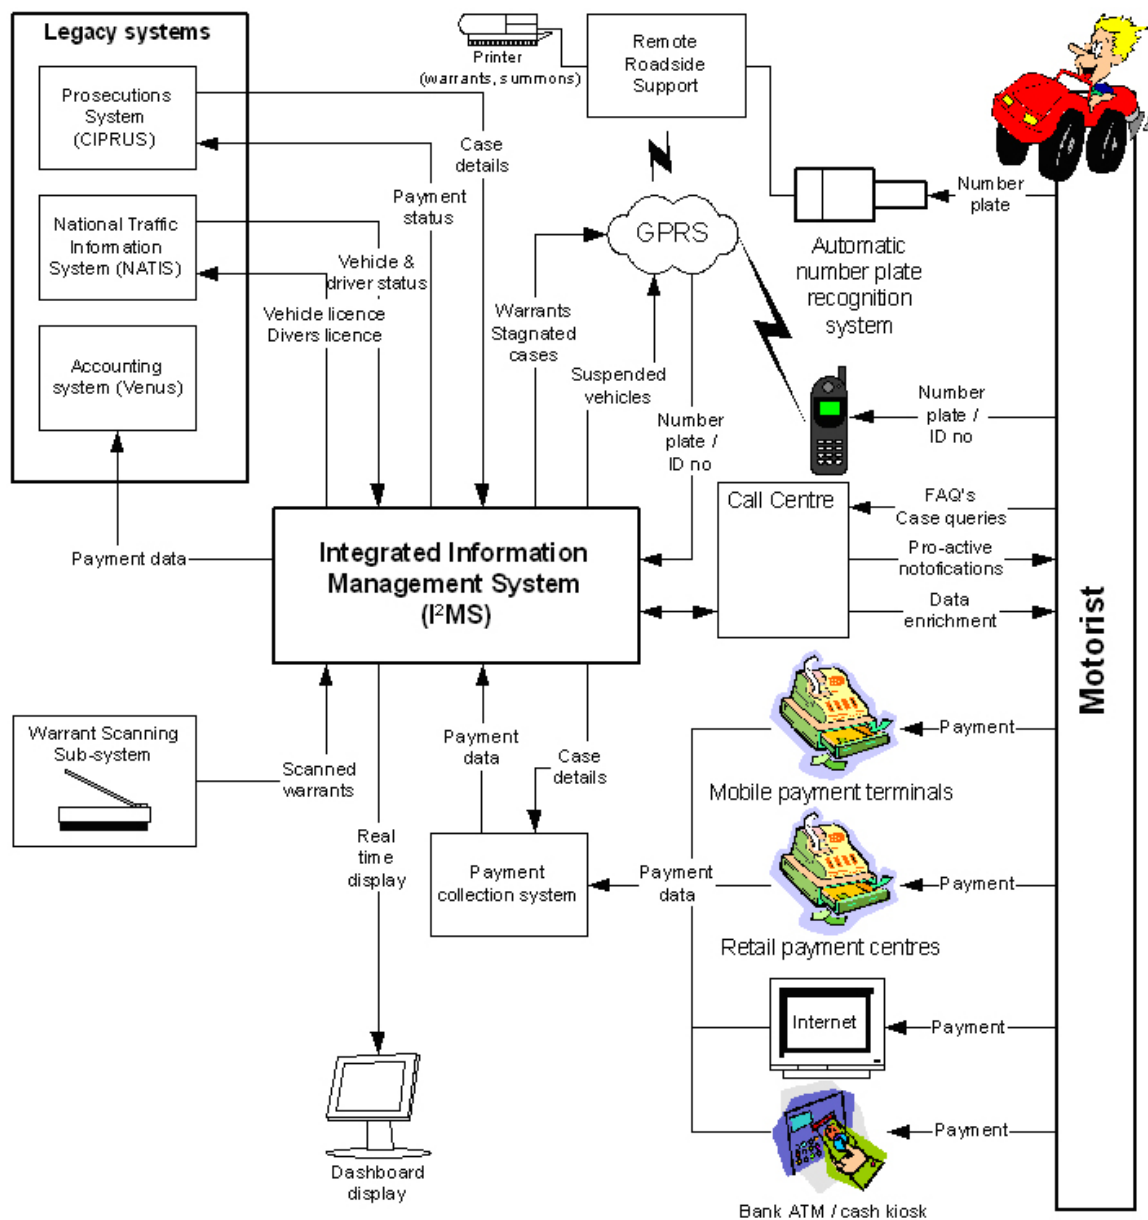 Legacy systems
Prosecutions
System
(CIPRUS)
National Traffic
Information
System (NATIS)
Accounting
system (Venus)
Printer
(warrants, summons)
Remote
Roadside
Support
Case
details
Payment
status
Vehicle &
driver status
Vehicle licence
Divers licence
GPRS
Warrants
Stagnated
cases
Suspended
vehicles
Number
plate /
ID no
Number
plate
Automatic
number plate
recognition
system
Number
plate /
ID no
Call Centre
FAQ's
Case queries
Pro-active
notofications
Data
enrichment
Motorist
Payment data
Integrated Information
Management System
(I²MS)
Warrant Scanning
Sub-system
Scanned
warrants
Payment
data
Case
details
Real
time
display
Payment
collection system
Payment
data
Payment
Mobile payment terminals
Payment
Retail payment centres
Internet
Payment
Payment
Bank ATM / cash kiosk
Dashboard
display